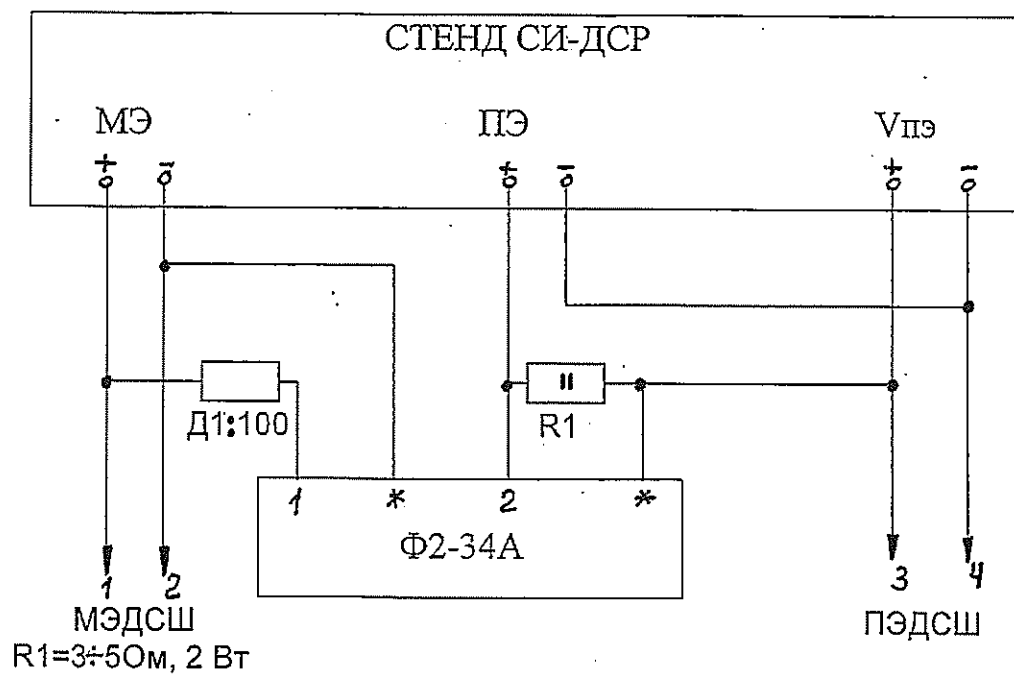 СТЕНД СИ-ДСР
МЭ ПЭ Vпэ
+ - + - + -
Д1:100 R1
1 * 2 *
Ф2-34А
1 2 3 4
МЭДСШ ПЭДСШ
R1=3÷5Ом, 2 Вт